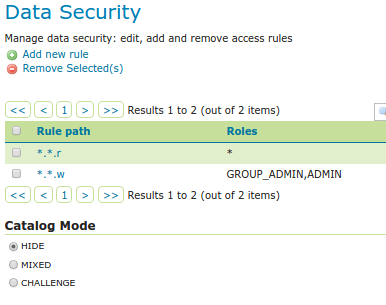 Data Security
Manage data security: edit, add and remove access rules
Add new rule
Remove Selected(s)
<< < 1 > >> Results 1 to 2 (out of 2 items)
Rule path Roles
*.*.r *
*.*.w GROUP_ADMIN,ADMIN
<< < 1 > >> Results 1 to 2 (out of 2 items)
Catalog Mode
HIDE
MIXED
CHALLENGE